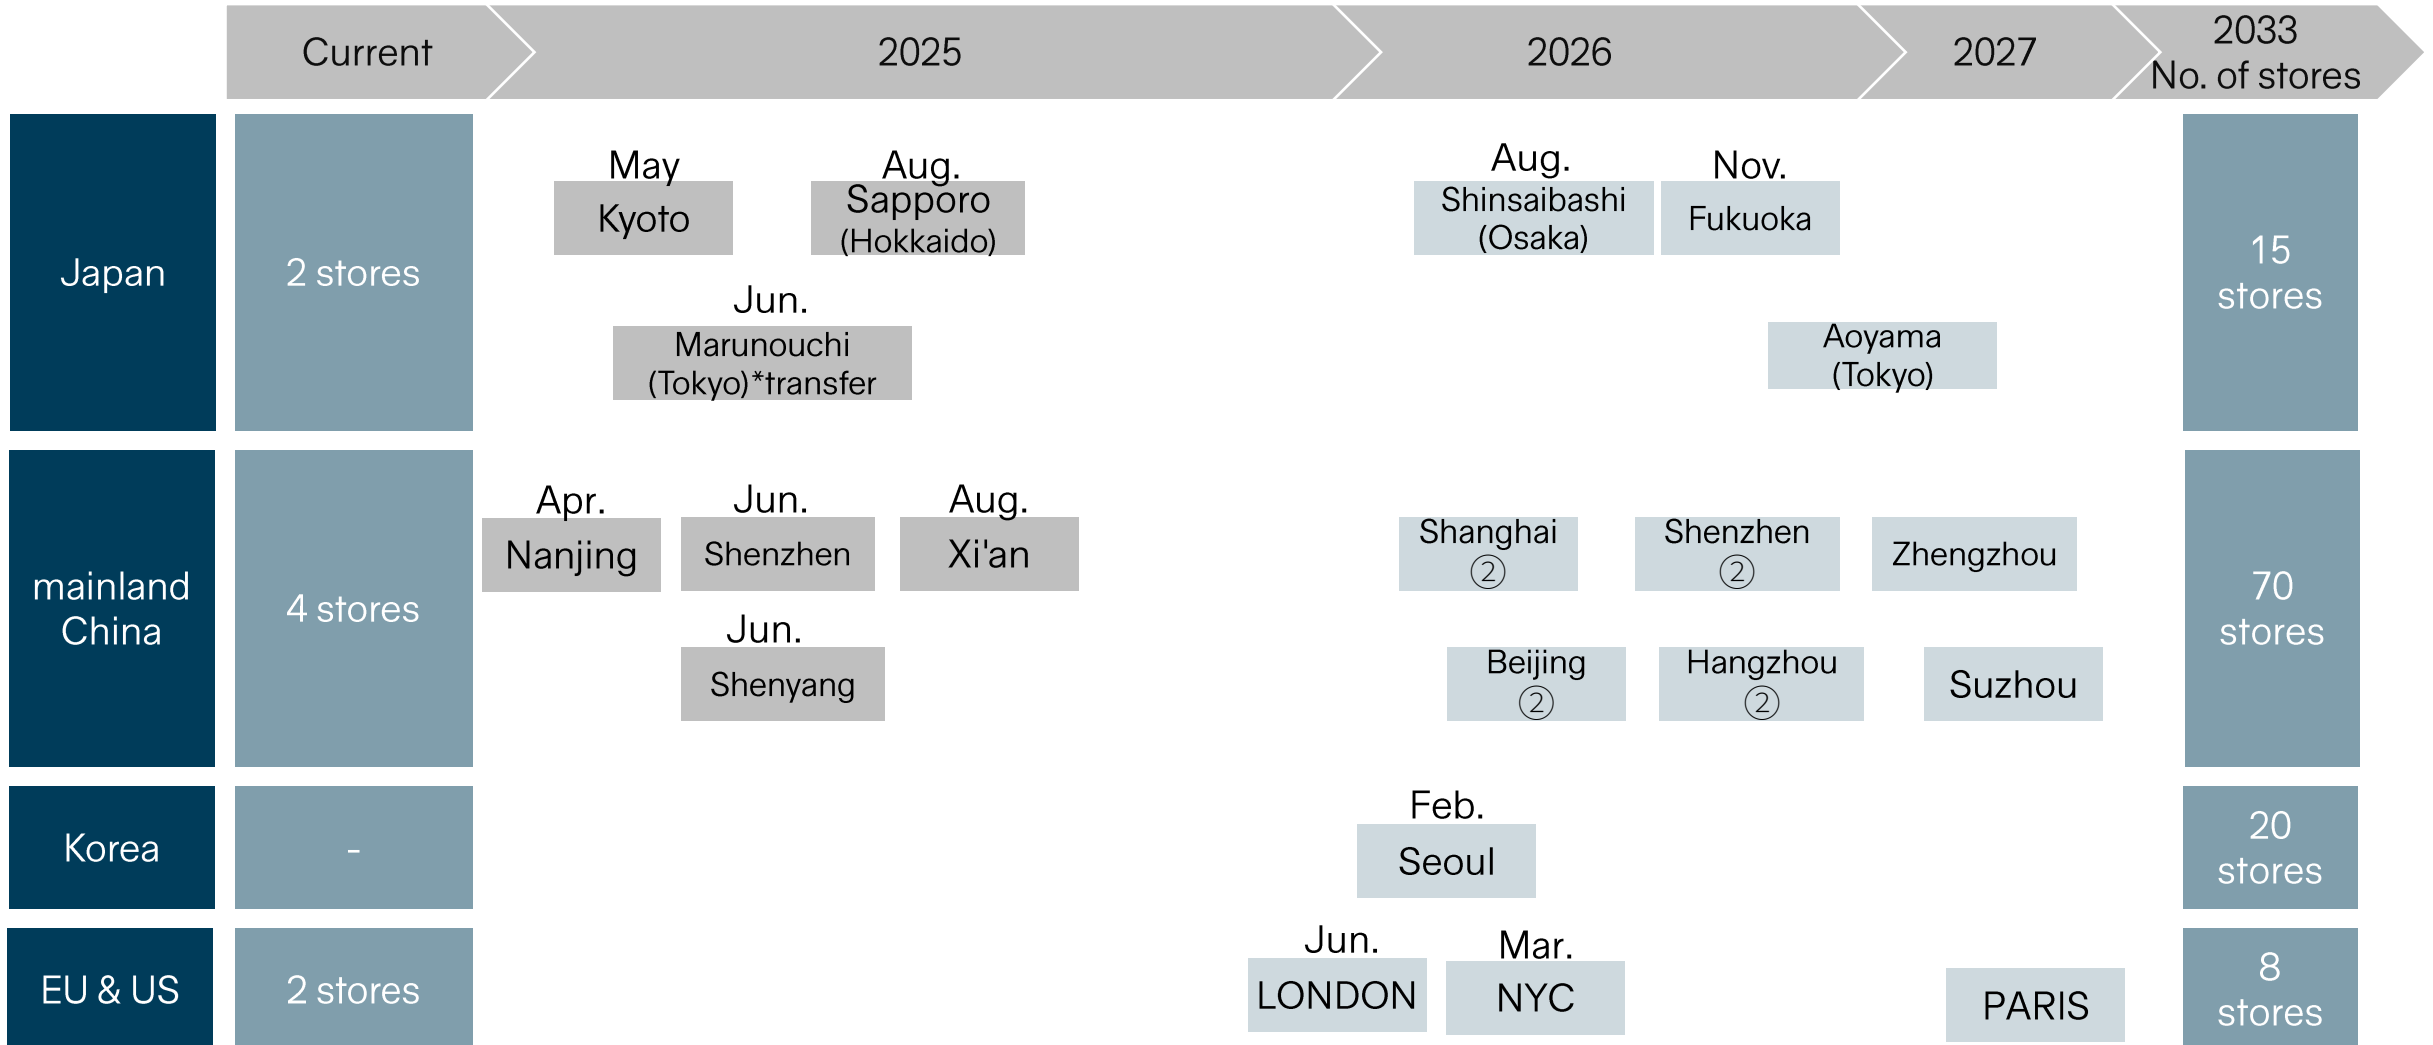 Current
2025
2026
2027
2033
No. of stores
Japan
2 stores
May
Kyoto
Aug.
Sapporo
(Hokkaido)
Jun.
Marunouchi
(Tokyo)*transfer
Aug.
Shinsaibashi
(Osaka)
Nov.
Fukuoka
Aoyama
(Tokyo)
15
stores
mainland
China
4 stores
Apr.
Nanjing
Jun.
Shenzhen
Aug.
Xi'an
Jun.
Shenyang
Shanghai
②
Shenzhen
②
Zhengzhou
Beijing
②
Hangzhou
②
Suzhou
70
stores
Korea
-
Feb.
Seoul
20
stores
EU & US
2 stores
Jun.
LONDON
Mar.
NYC
PARIS
8
stores